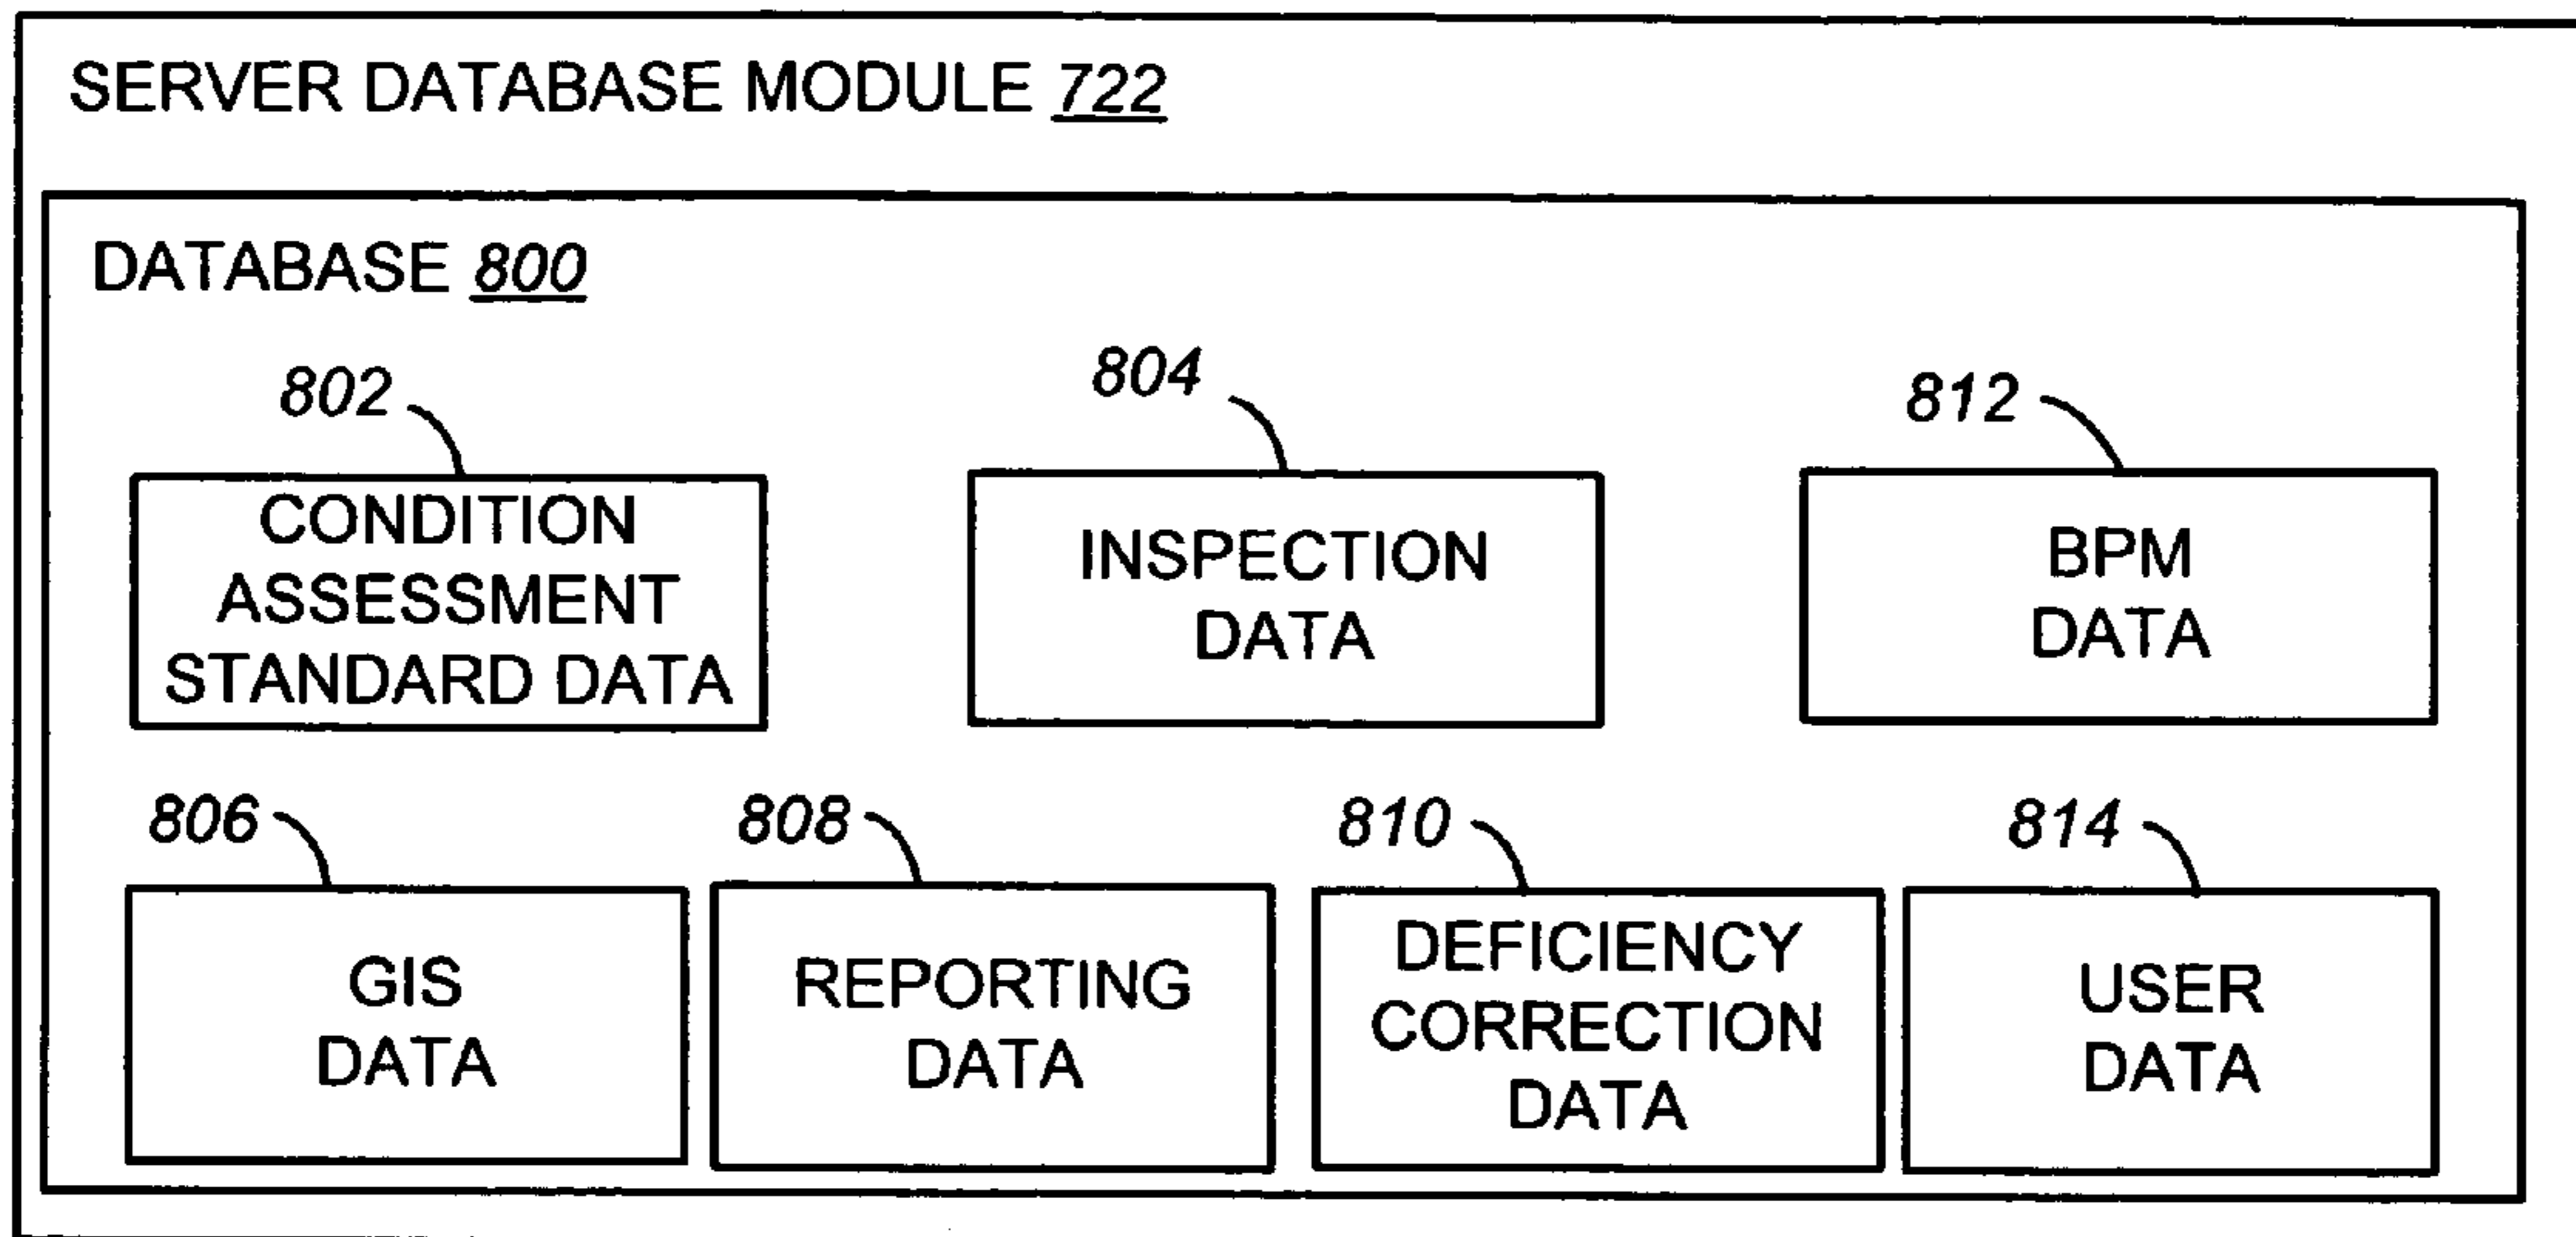 SERVER DATABASE MODULE 722
DATABASE 800
802
804
812
CONDITION
ASSESSMENT
STANDARD DATA
INSPECTION
DATA
BPM
DATA
806
808
810
814
GIS
DATA
REPORTING
DATA
DEFICIENCY
CORRECTION
DATA
USER
DATA